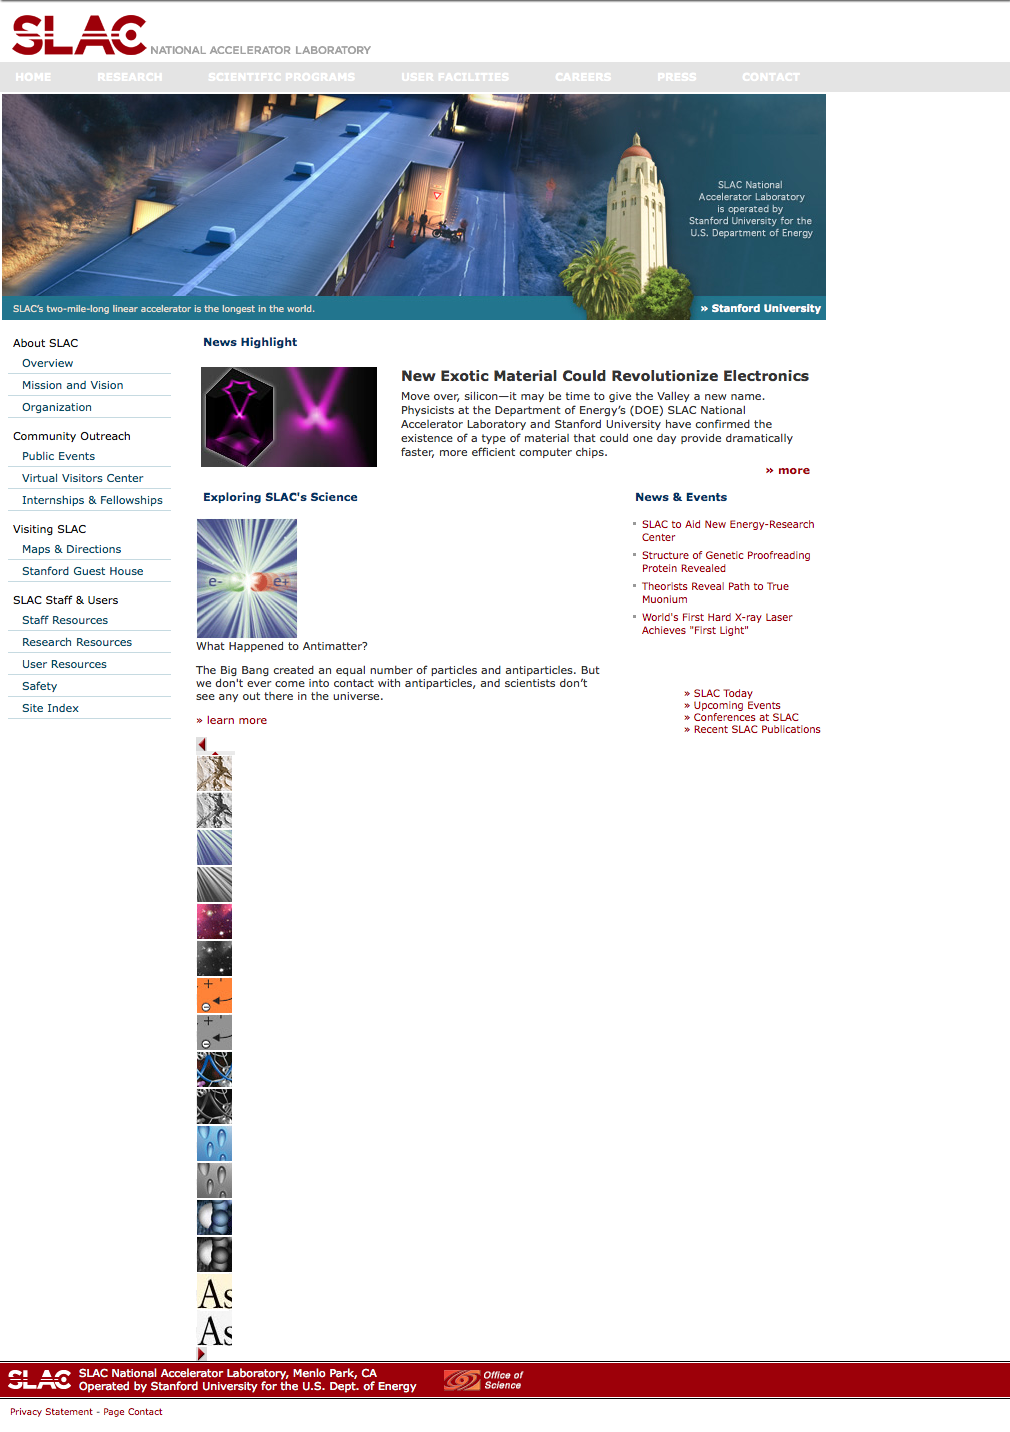 SLAC NATIONAL ACCELERATOR LABORATORY
HOME RESEARCH SCIENTIFIC PROGRAMS USER FACILITIES CAREERS PRESS CONTACT
SLAC National
Accelerator Laboratory
is operated by
Stanford University for the
U.S. Department of Energy
SLAC's two-mile-long linear accelerator is the longest in the world.
» Stanford University
About SLAC
Overview
Mission and Vision
Organization
Community Outreach
Public Events
Virtual Visitors Center
Internships & Fellowships
Visiting SLAC
Maps & Directions
Stanford Guest House
SLAC Staff & Users
Staff Resources
Research Resources
User Resources
Safety
Site Index
News Highlight
New Exotic Material Could Revolutionize Electronics
Move over, silicon—it may be time to give the Valley a new name.
Physicists at the Department of Energy's (DOE) SLAC National
Accelerator Laboratory and Stanford University have confirmed the
existence of a type of material that could one day provide dramatically
faster, more efficient computer chips.
» more
Exploring SLAC's Science
e- e+
What Happened to Antimatter?
The Big Bang created an equal number of particles and antiparticles. But
we don't ever come into contact with antiparticles, and scientists don't
see any out there in the universe.
» learn more
+
+
As
As
News & Events
SLAC to Aid New Energy-Research
Center
Structure of Genetic Proofreading
Protein Revealed
Theorists Reveal Path to True
Muonium
World's First Hard X-ray Laser
Achieves "First Light"
» SLAC Today
» Upcoming Events
» Conferences at SLAC
» Recent SLAC Publications
SLAC
SLAC National Accelerator Laboratory, Menlo Park, CA
Operated by Stanford University for the U.S. Dept. of Energy
Office of
Science
Privacy Statement - Page Contact